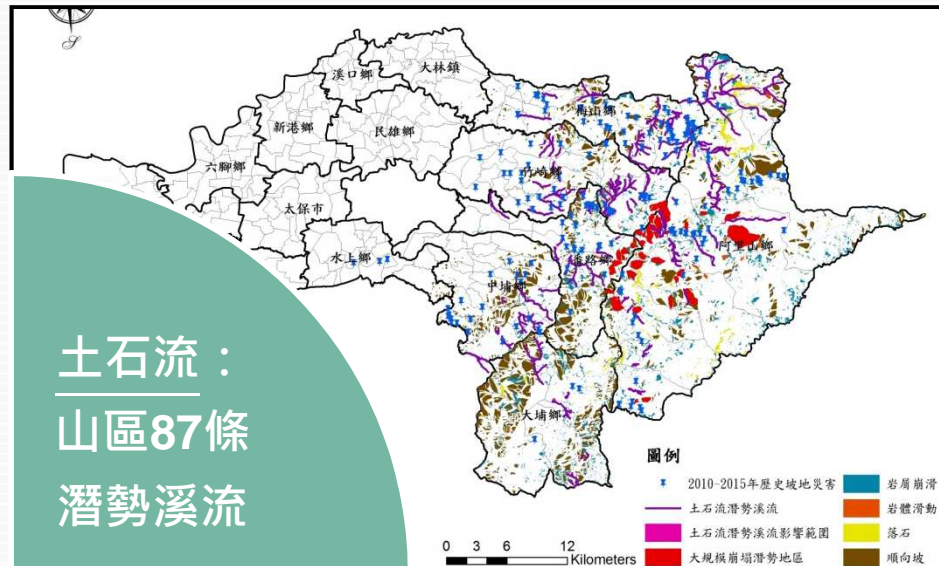 S
溪口鄉
大林鎮
梅山鄉
新港鄉
民雄鄉
六腳鄉
竹崎鄉
太保市
阿里山鄉
水上鄉
番路鄉
中埔鄉
大埔鄉
土石流：
山區87條
潛勢溪流
圖例
2010-2015年歷史坡地災害
土石流潛勢溪流
土石流潛勢溪流影響範圍
大規模崩塌潛勢地區
岩屑崩滑
岩體滑動
落石
順向坡
0 3 6 12
Kilometers